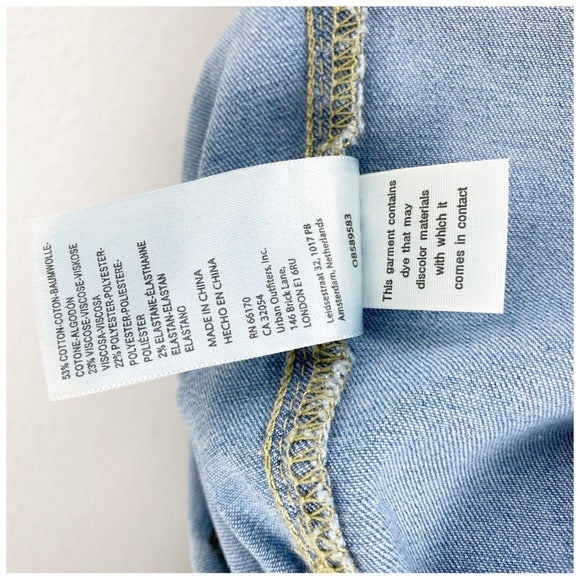 53% COTTON-COTON-BAUMWOLLE-
COTONE-ALGODÓN
23% VISCOSE-VISCOSE-VISKOSE
VISCOSA-VISCOSA
22% POLYESTER-POLYESTER-
POLYESTER-POLIESTERE-
POLIÉSTER
2% ELASTANE-ÉLASTHANNE
ELASTAN-ELASTAN
ELASTANO
MADE IN CHINA
HECHO EN CHINA
RN 66170
CA 32054
Urban Outfitters, Inc.
146 Brick Lane,
LONDON E1 6RU
Leidsestraat 32, 1017 PB
Amsterdam, Netherlands
OB589583
This garment contains
dye that may
discolor materials
with which it
comes in contact